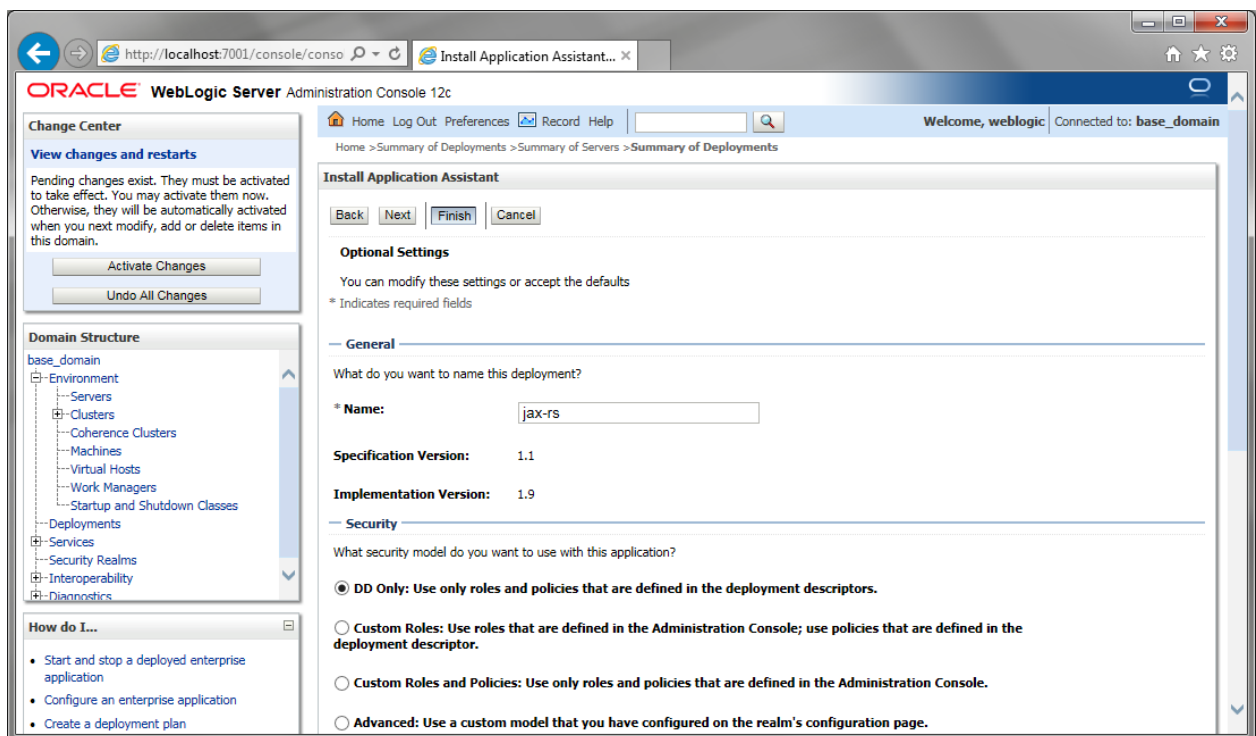 http://localhost:7001/console/conso
Install Application Assistant...
ORACLE WebLogic Server Administration Console 12c
Change Center
View changes and restarts
Pending changes exist. They must be activated
to take effect. You may activate them now.
Otherwise, they will be automatically activated
when you next modify, add or delete items in
this domain.
Activate Changes
Undo All Changes
Domain Structure
base_domain
Environment
Servers
Clusters
Coherence Clusters
Machines
Virtual Hosts
Work Managers
Startup and Shutdown Classes
Deployments
Services
Security Realms
Interoperability
Diagnostics
How do I...
Start and stop a deployed enterprise
application
Configure an enterprise application
Create a deployment plan
Home Log Out Preferences Record Help
Welcome, weblogic Connected to: base_domain
Home >Summary of Deployments >Summary of Servers >Summary of Deployments
Install Application Assistant
Back Next Finish Cancel
Optional Settings
You can modify these settings or accept the defaults
* Indicates required fields
General
What do you want to name this deployment?
* Name: jax-rs
Specification Version: 1.1
Implementation Version: 1.9
Security
What security model do you want to use with this application?
DD Only: Use only roles and policies that are defined in the deployment descriptors.
Custom Roles: Use roles that are defined in the Administration Console; use policies that are defined in the
deployment descriptor.
Custom Roles and Policies: Use only roles and policies that are defined in the Administration Console.
Advanced: Use a custom model that you have configured on the realm's configuration page.